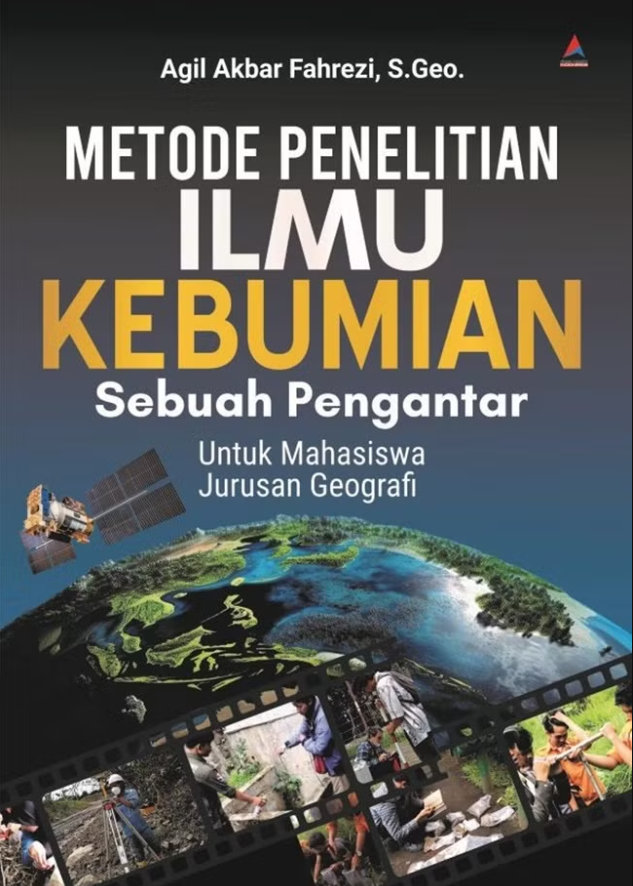 Agil Akbar Fahrezi, S.Geo.
METODE PENELITIAN
ILMU
KEBUMIAN
Sebuah Pengantar
Untuk Mahasiswa
Jurusan Geografi